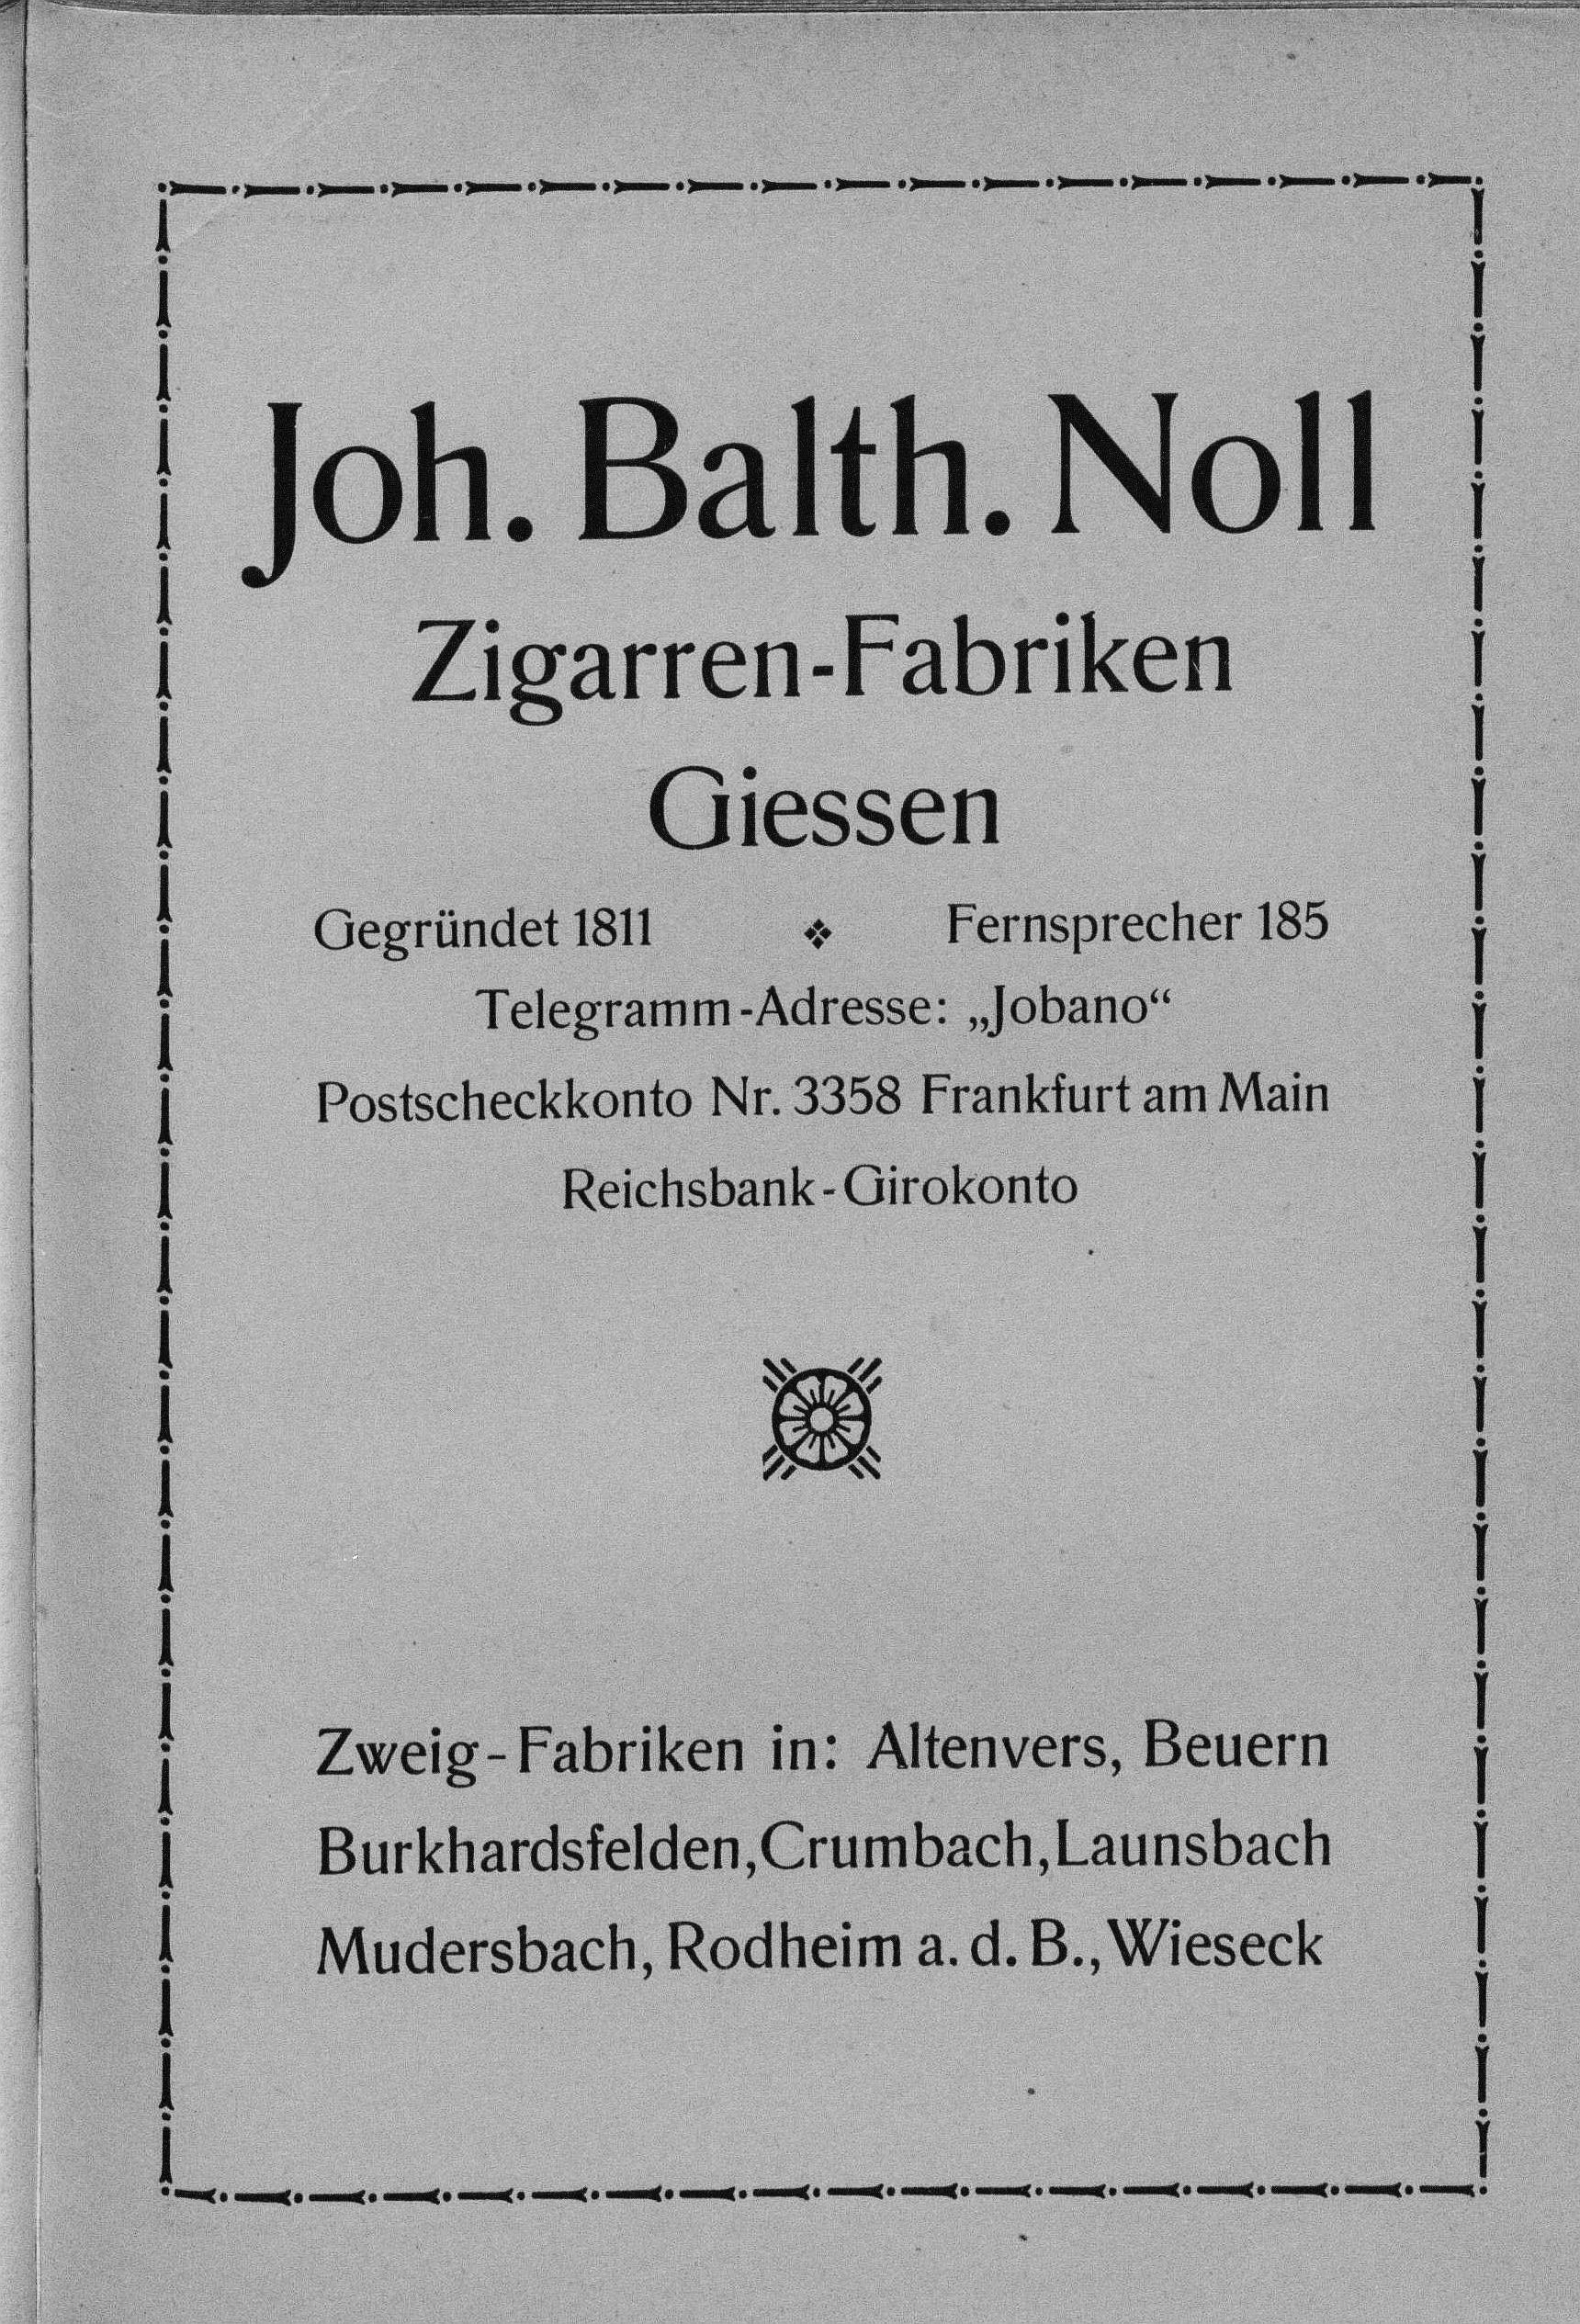 Joh. Balth. Noll
Zigarren-Fabriken
Giessen
Gegründet 1811 ❖ Fernsprecher 185
Telegramm-Adresse: „Jobano“
Postscheckkonto Nr. 3358 Frankfurt am Main
Reichsbank-Girokonto
Zweig-Fabriken in: Altenvers, Beuern
Burkhardsfelden, Crumbach, Launsbach
Mudersbach, Rodheim a. d. B., Wieseck